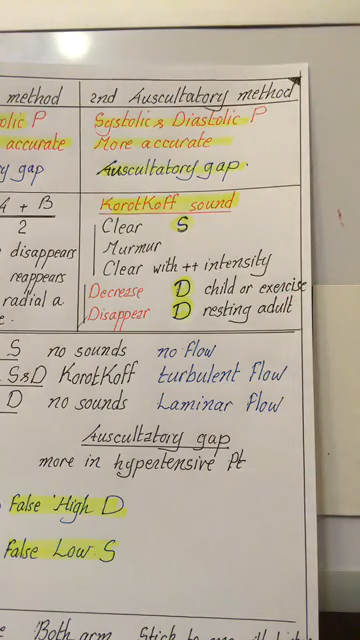 method 2nd Auscultatory method
olic P Systolic & Diastolic P
accurate More accurate
y gap Auscultatory gap.
A + B KorotKoff sound
2 Clear S
disappears Murmur
reappears Clear with ++ intensity
radial a Decrease D child or exercise
Disappear D resting adult
S no sounds no flow
S&D KorotKoff turbulent flow
D no sounds Laminar flow
Auscultatory gap
more in hypertensive Pt
False High D
False Low S
Both arm Stick to